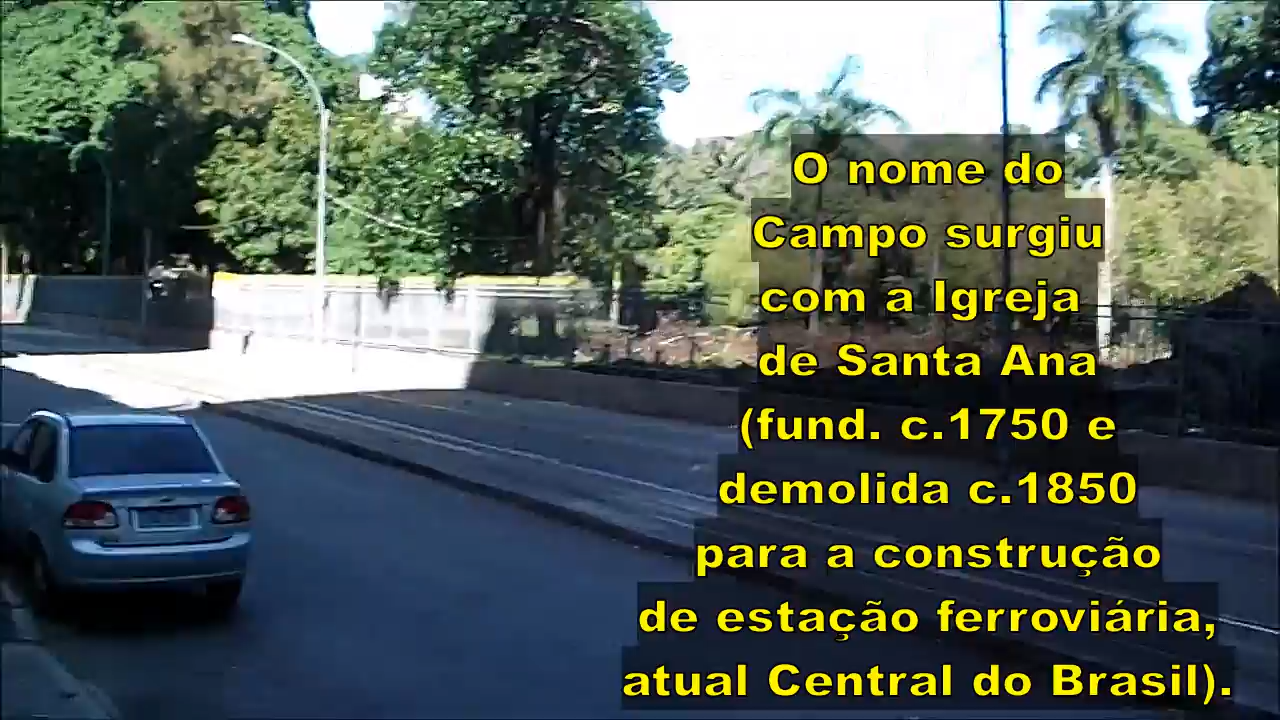 O nome do
Campo surgiu
com a Igreja
de Santa Ana
(fund. c.1750 e
demolida c.1850
para a construção
de estação ferroviária,
atual Central do Brasil).